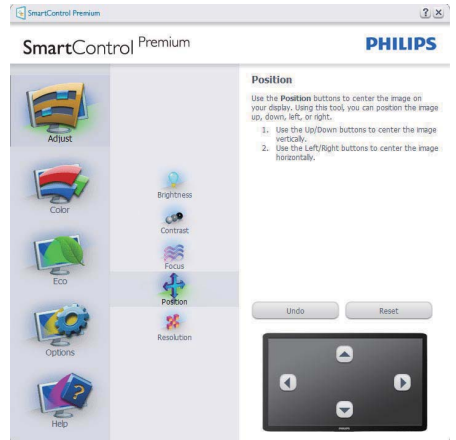 SmartControl Premium
SmartControl Premium
PHILIPS
Adjust
Color
Eco
Options
Help
Brightness
Contrast
Focus
Position
Resolution
Position
Use the Position buttons to center the image on
your display. Using this tool, you can position the image
up, down, left, or right.
1. Use the Up/Down buttons to center the image
vertically.
2. Use the Left/Right buttons to center the image
horizontally.
Undo
Reset
PHILIPS